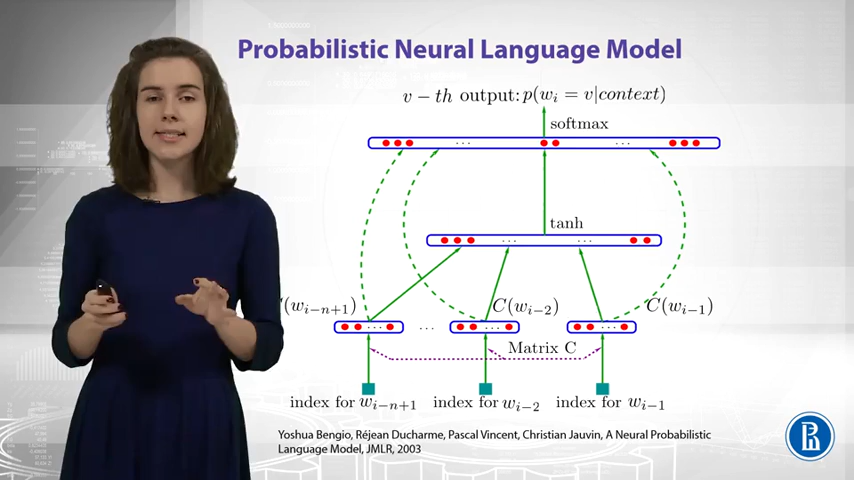 Probabilistic Neural Language Model
v − th output: p(w_i = v|context)
softmax
tanh
(w_{i−n+1}) C(w_{i−2}) C(w_{i−1})
Matrix C
index for w_{i−n+1} index for w_{i−2} index for w_{i−1}
Yoshua Bengio, Réjean Ducharme, Pascal Vincent, Christian Jauvin, A Neural Probabilistic
Language Model, JMLR, 2003